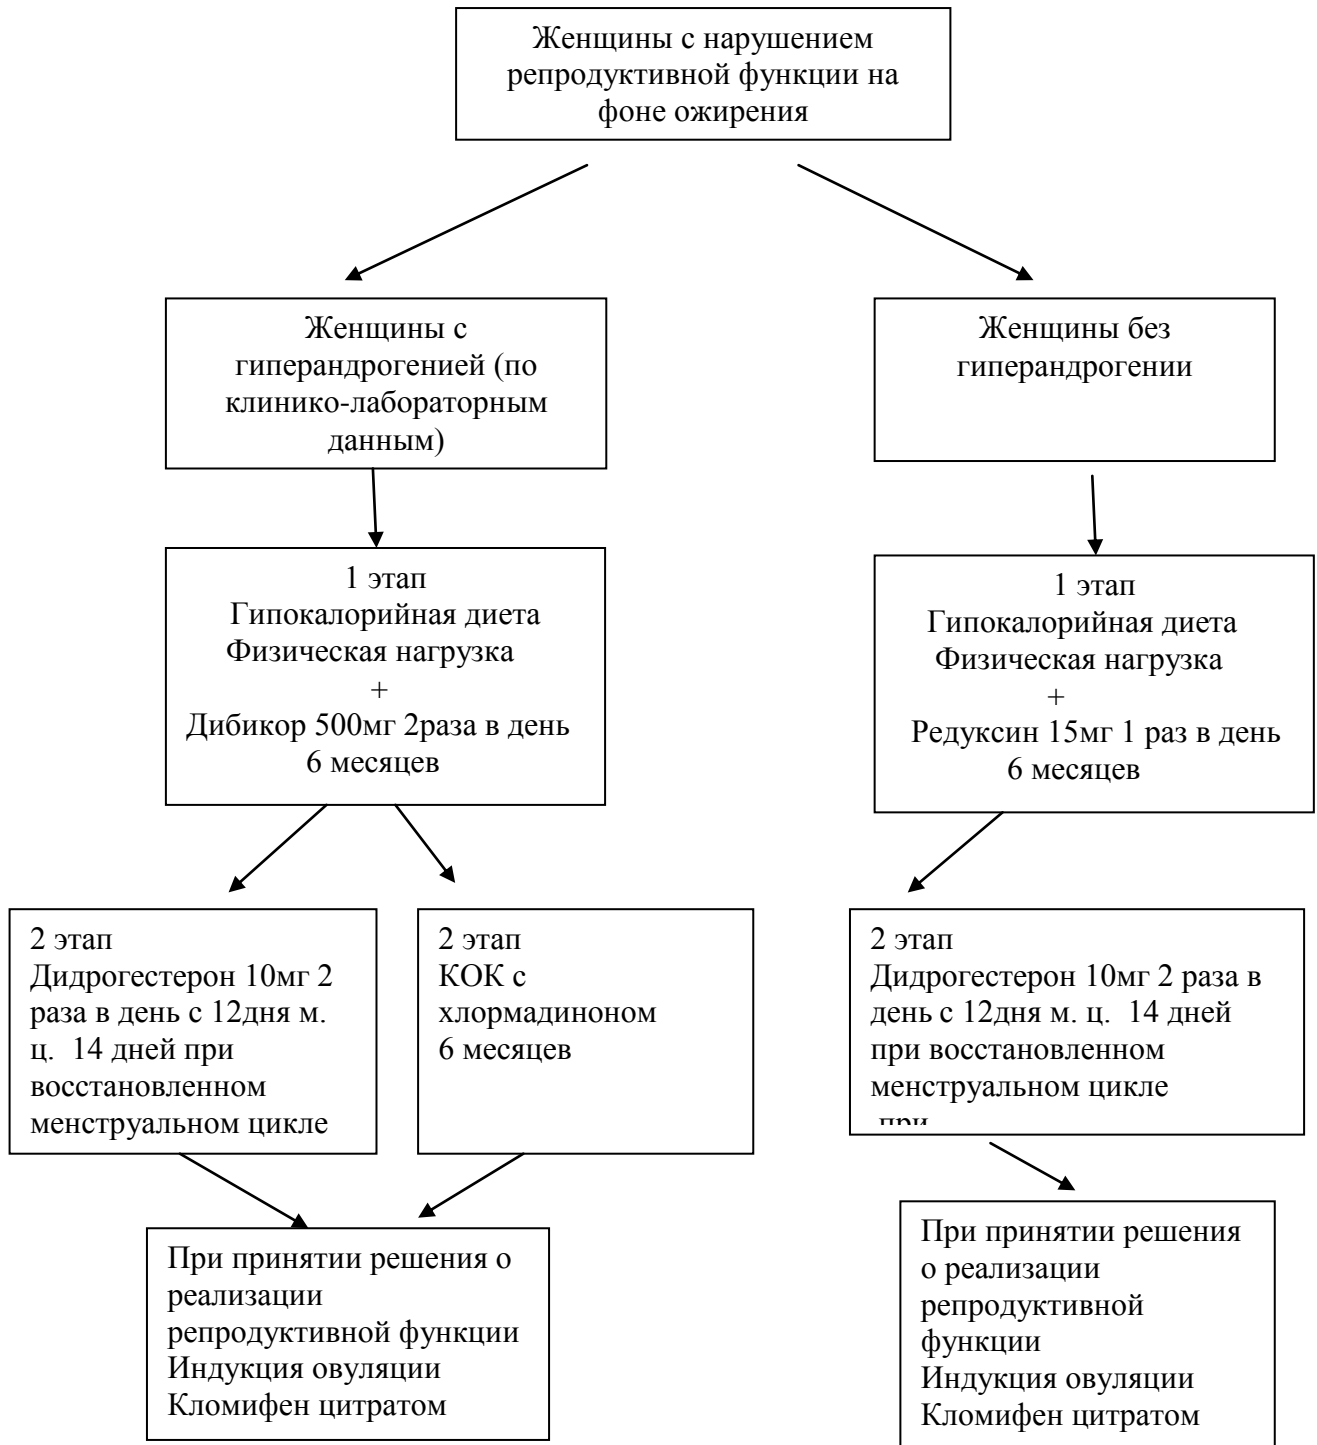 Женщины с нарушением
репродуктивной функции на
фоне ожирения
Женщины с
гиперандрогенией (по
клинико-лабораторным
данным)
Женщины без
гиперандрогении
1 этап
Гипокалорийная диета
Физическая нагрузка
+
Дибикор 500мг 2раза в день
6 месяцев
1 этап
Гипокалорийная диета
Физическая нагрузка
+
Редуксин 15мг 1 раз в день
6 месяцев
2 этап
Дидрогестерон 10мг 2
раза в день с 12дня м.
ц. 14 дней при
восстановленном
менструальном цикле
2 этап
КОК с
хлормадиноном
6 месяцев
2 этап
Дидрогестерон 10мг 2 раза в
день с 12дня м. ц. 14 дней
при восстановленном
менструальном цикле
при
При принятии решения о
реализации
репродуктивной функции
Индукция овуляции
Кломифен цитратом
При принятии решения
о реализации
репродуктивной
функции
Индукция овуляции
Кломифен цитратом